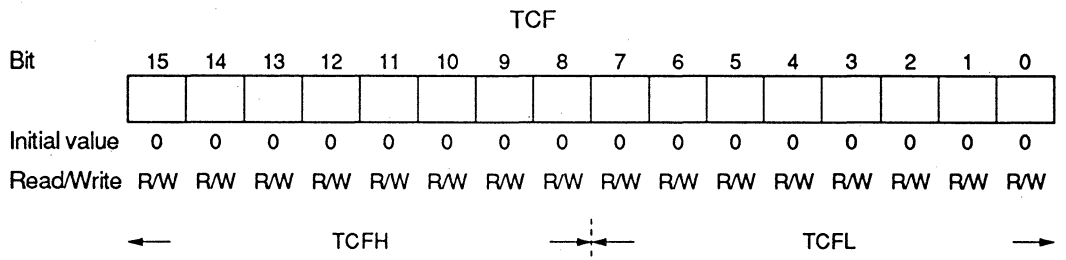 TCF
Bit 15 14 13 12 11 10 9 8 7 6 5 4 3 2 1 0
Initial value 0 0 0 0 0 0 0 0 0 0 0 0 0 0 0 0
Read/Write R/W R/W R/W R/W R/W R/W R/W R/W R/W R/W R/W R/W R/W R/W R/W R/W
TCFH TCFL